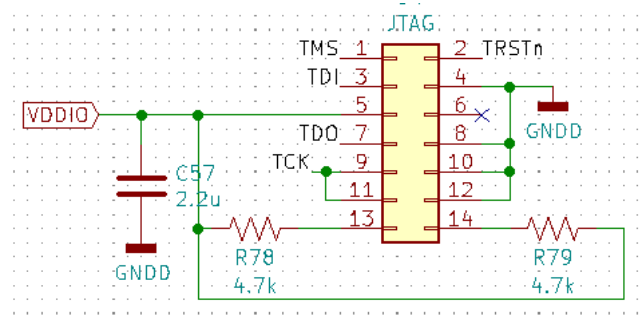 JTAG
TMS 1 2 TRSTn
TDI 3 4
VDDIO 5 6
GNDD
TDO 7 8
TCK 9 10
C57
2.2u
11 12
13 14
GNDD
R78
4.7k
R79
4.7k